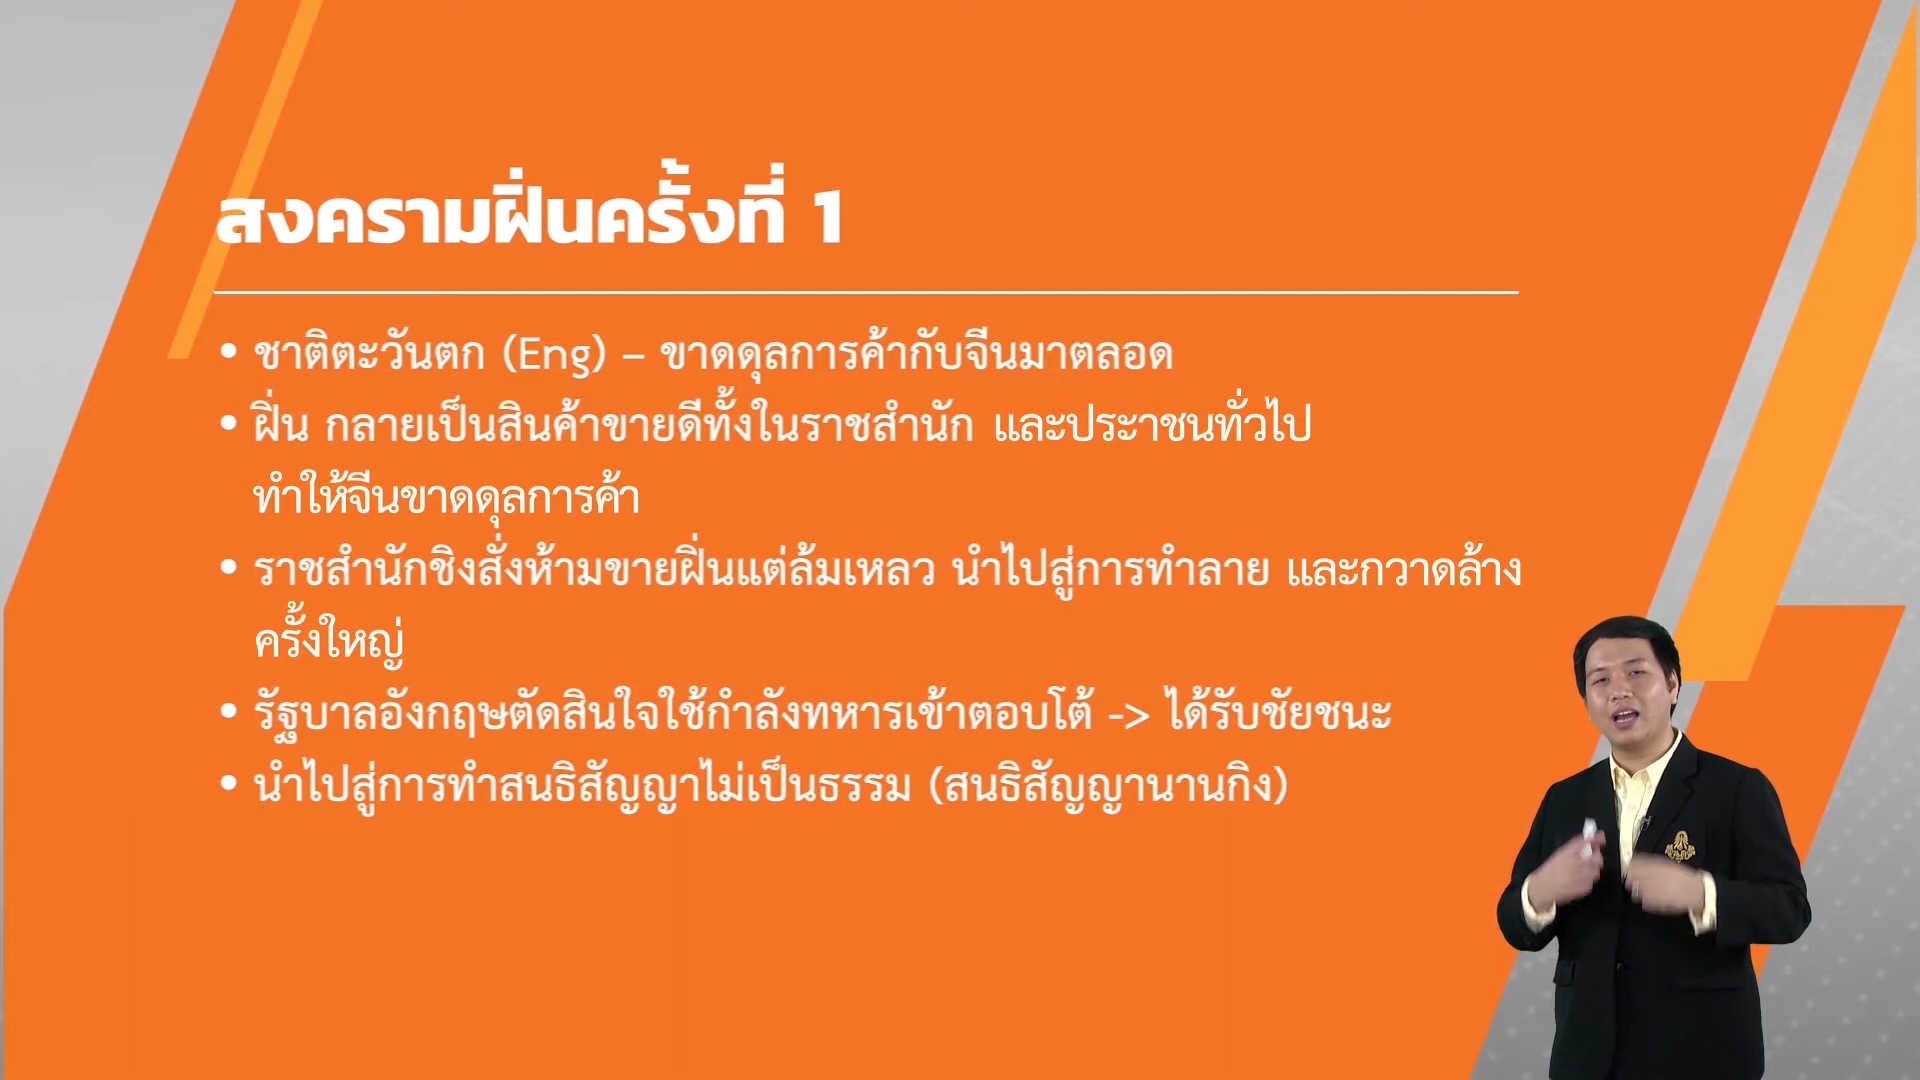 สงครามฝิ่นครั้งที่ 1
• ชาติตะวันตก (Eng) – ขาดดุลการค้ากับจีนมาตลอด
• ฝิ่น กลายเป็นสินค้าขายดีทั้งในราชสำนัก และประาชนทั่วไป
ทำให้จีนขาดดุลการค้า
• ราชสำนักชิงสั่งห้ามขายฝิ่นแต่ล้มเหลว นำไปสู่การทำลาย และกวาดล้าง
ครั้งใหญ่
• รัฐบาลอังกฤษตัดสินใจใช้กำลังทหารเข้าตอบโต้ -> ได้รับชัยชนะ
• นำไปสู่การทำสนธิสัญญาไม่เป็นธรรม (สนธิสัญญานานกิง)